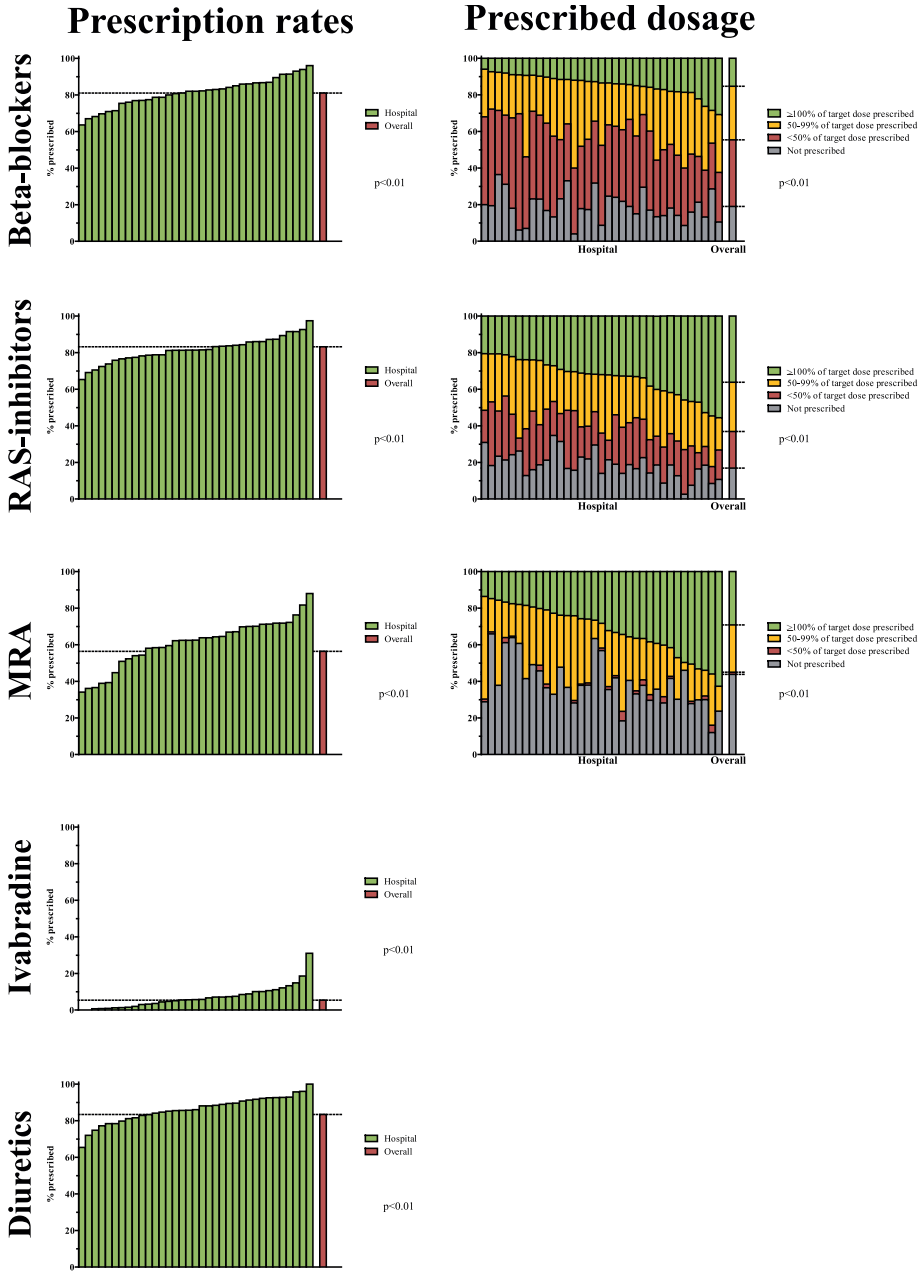 Prescription rates
Prescribed dosage
Beta-blockers
% prescribed
100
80
60
40
20
0
Hospital
Overall
p<0.01
% prescribed
100
80
60
40
20
0
Hospital
Overall
≥100% of target dose prescribed
50-99% of target dose prescribed
<50% of target dose prescribed
Not prescribed
p<0.01
RAS-inhibitors
% prescribed
100
80
60
40
20
0
Hospital
Overall
p<0.01
% prescribed
100
80
60
40
20
0
Hospital
Overall
≥100% of target dose prescribed
50-99% of target dose prescribed
<50% of target dose prescribed
Not prescribed
p<0.01
MRA
% prescribed
100
80
60
40
20
0
Hospital
Overall
p<0.01
% prescribed
100
80
60
40
20
0
Hospital
Overall
≥100% of target dose prescribed
50-99% of target dose prescribed
<50% of target dose prescribed
Not prescribed
p<0.01
Ivabradine
% prescribed
100
80
60
40
20
0
Hospital
Overall
p<0.01
Diuretics
% prescribed
100
80
60
40
20
0
Hospital
Overall
p<0.01